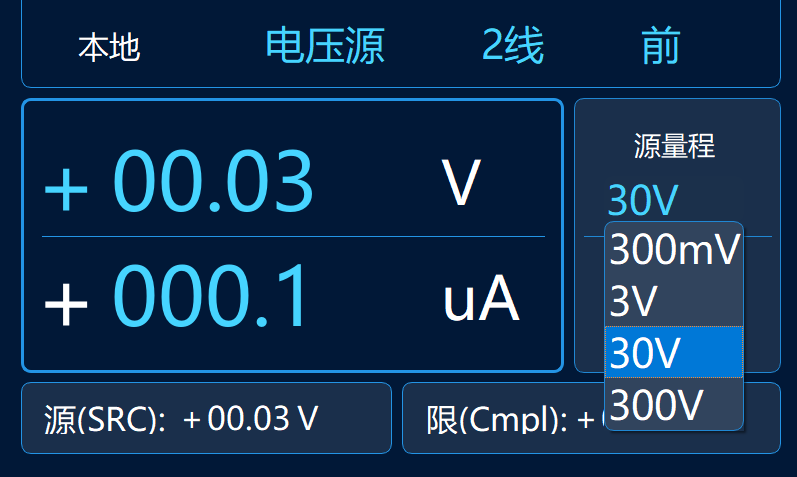 本地 电压源 2线 前
+ 00.03 V
+ 000.1 uA
源量程
30V
300mV
3V
30V
300V
源(SRC): +00.03 V
限(Cmpl): +